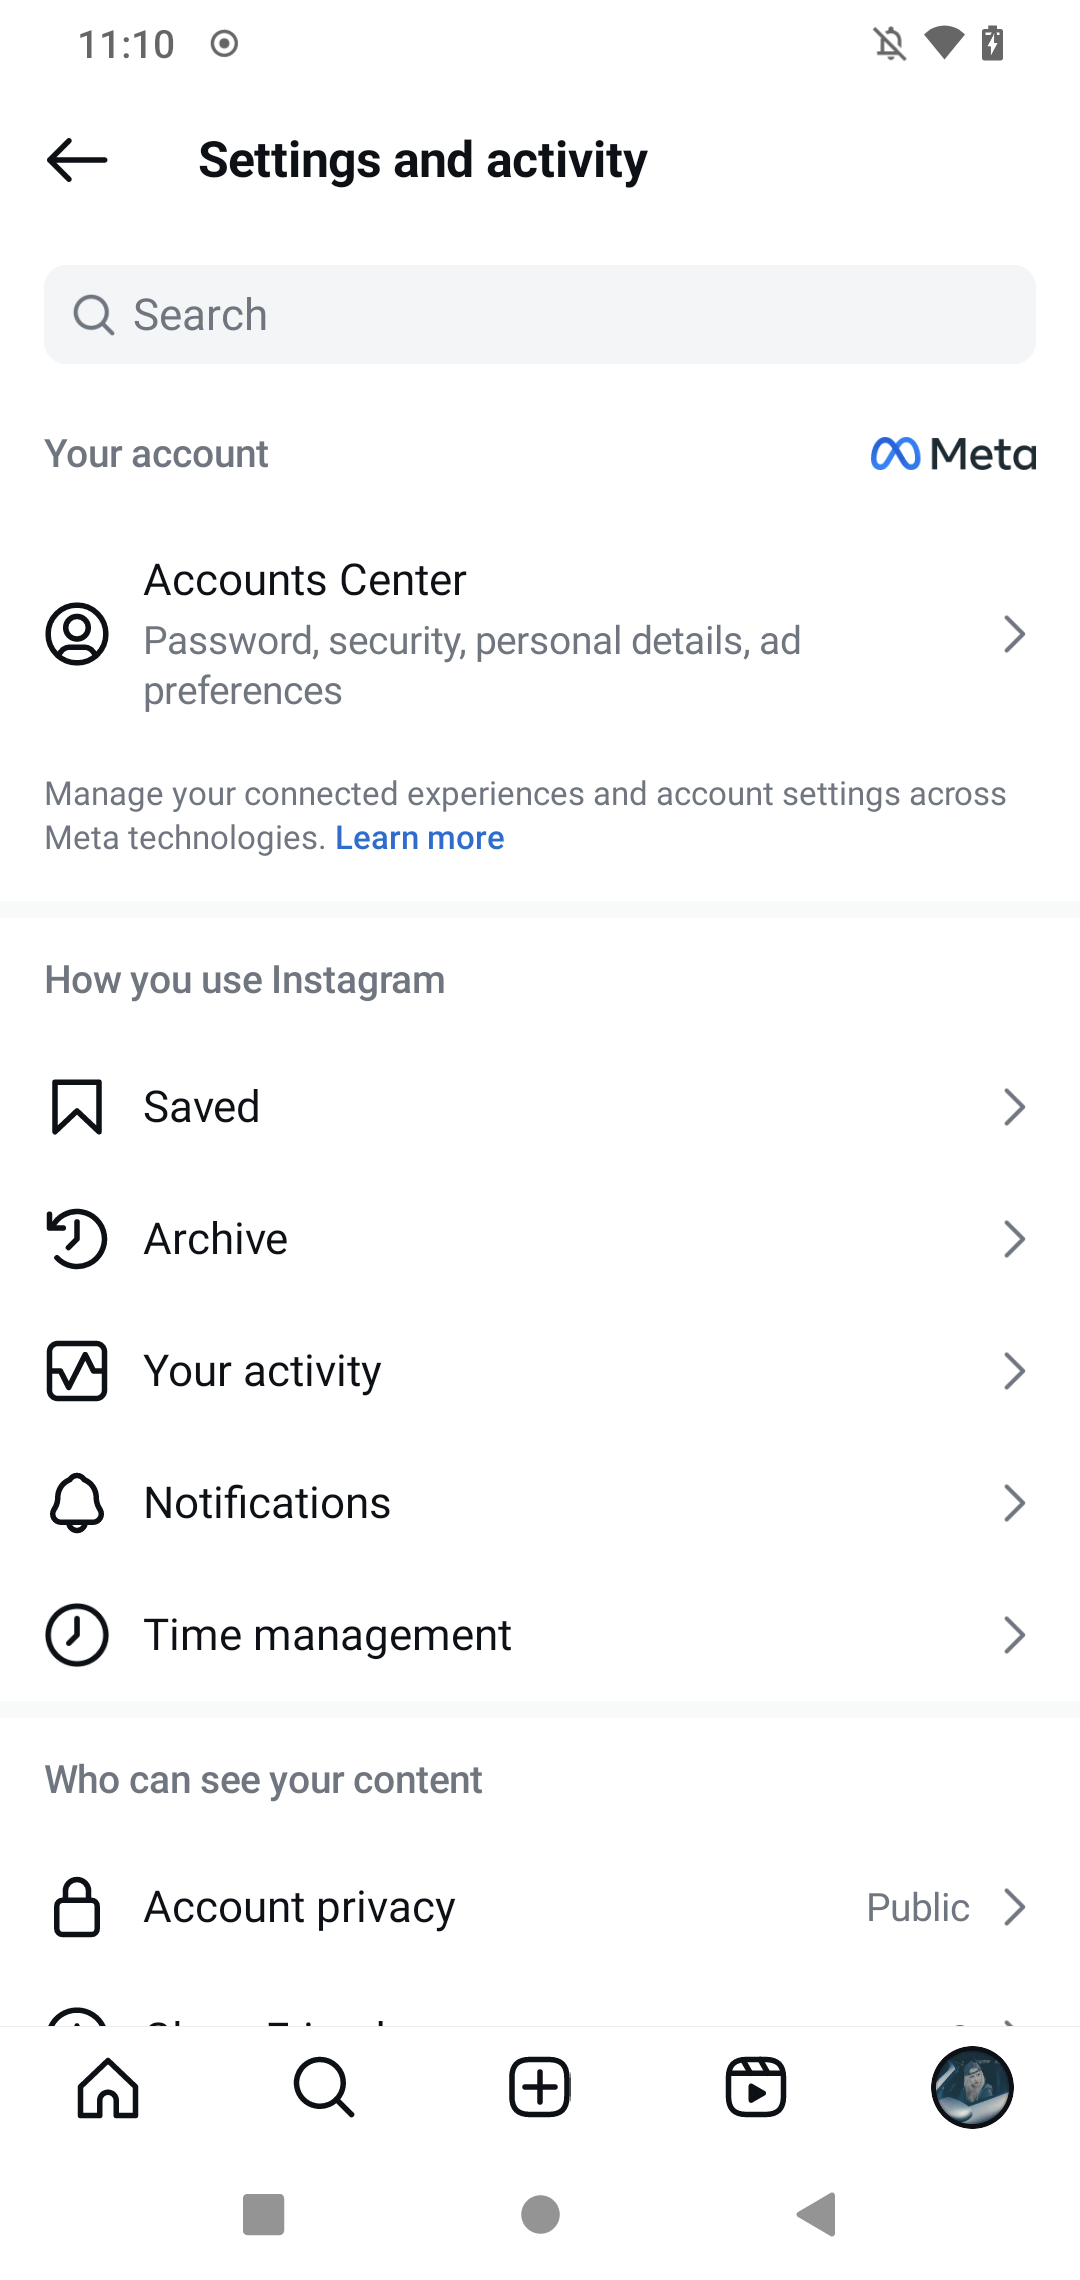 11:10
Settings and activity
Search
Your account
Meta
Accounts Center
Password, security, personal details, ad
preferences
Manage your connected experiences and account settings across
Meta technologies. Learn more
How you use Instagram
Saved
Archive
Your activity
Notifications
Time management
Who can see your content
Account privacy
Public